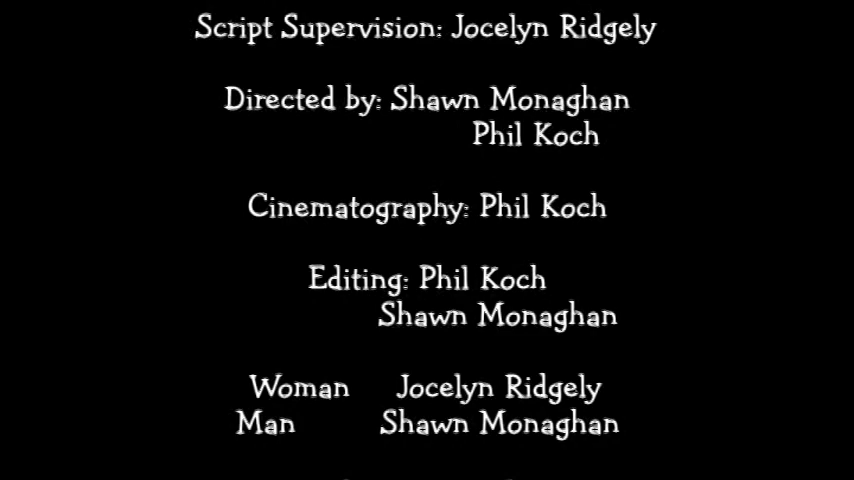 Script Supervision: Jocelyn Ridgely
Directed by: Shawn Monaghan
Phil Koch
Cinematography: Phil Koch
Editing: Phil Koch
Shawn Monaghan
Woman Jocelyn Ridgely
Man Shawn Monaghan